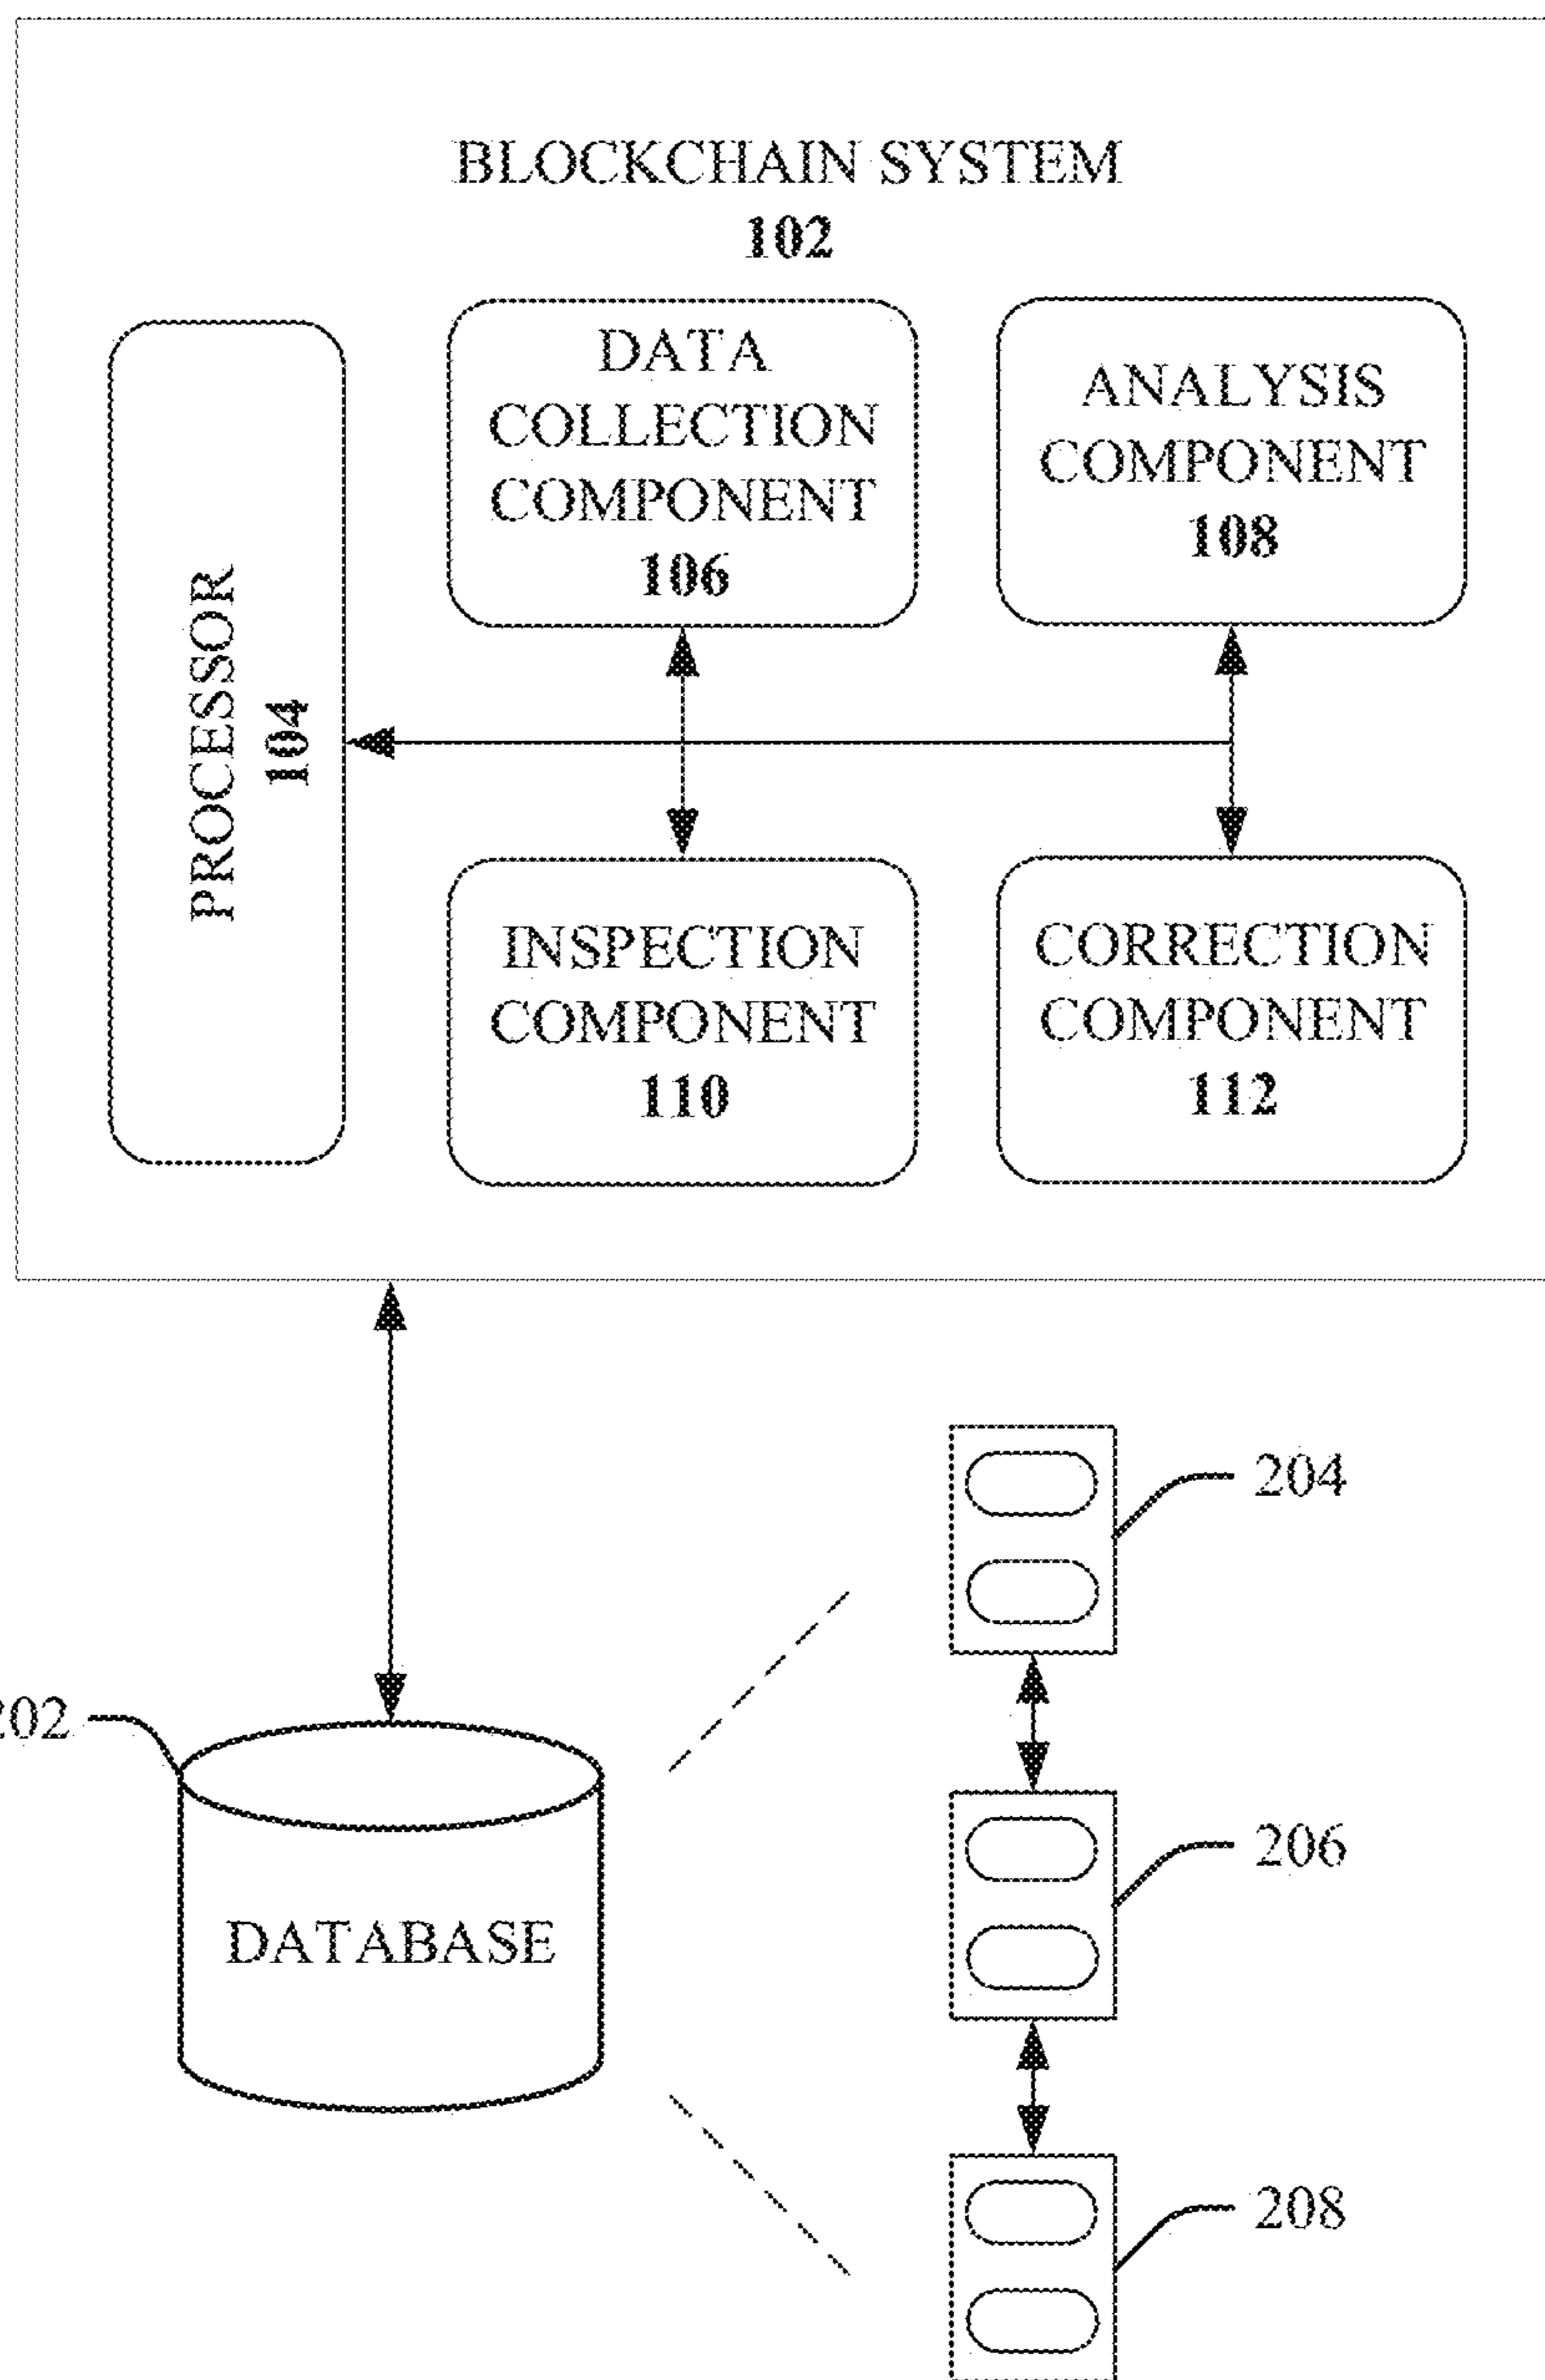 BLOCKCHAIN SYSTEM
102
PROCESSOR
104
DATA
COLLECTION
COMPONENT
106
ANALYSIS
COMPONENT
108
INSPECTION
COMPONENT
110
CORRECTION
COMPONENT
112
204
202
206
DATABASE
208